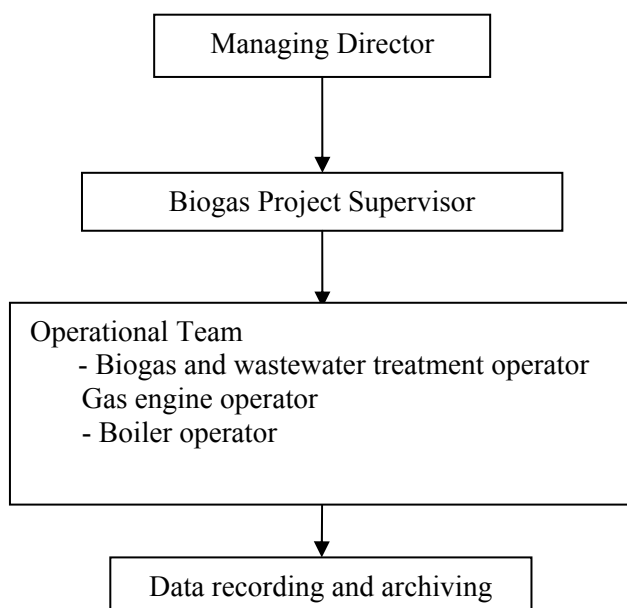 Managing Director
Biogas Project Supervisor
Operational Team
- Biogas and wastewater treatment operator
Gas engine operator
- Boiler operator
Data recording and archiving